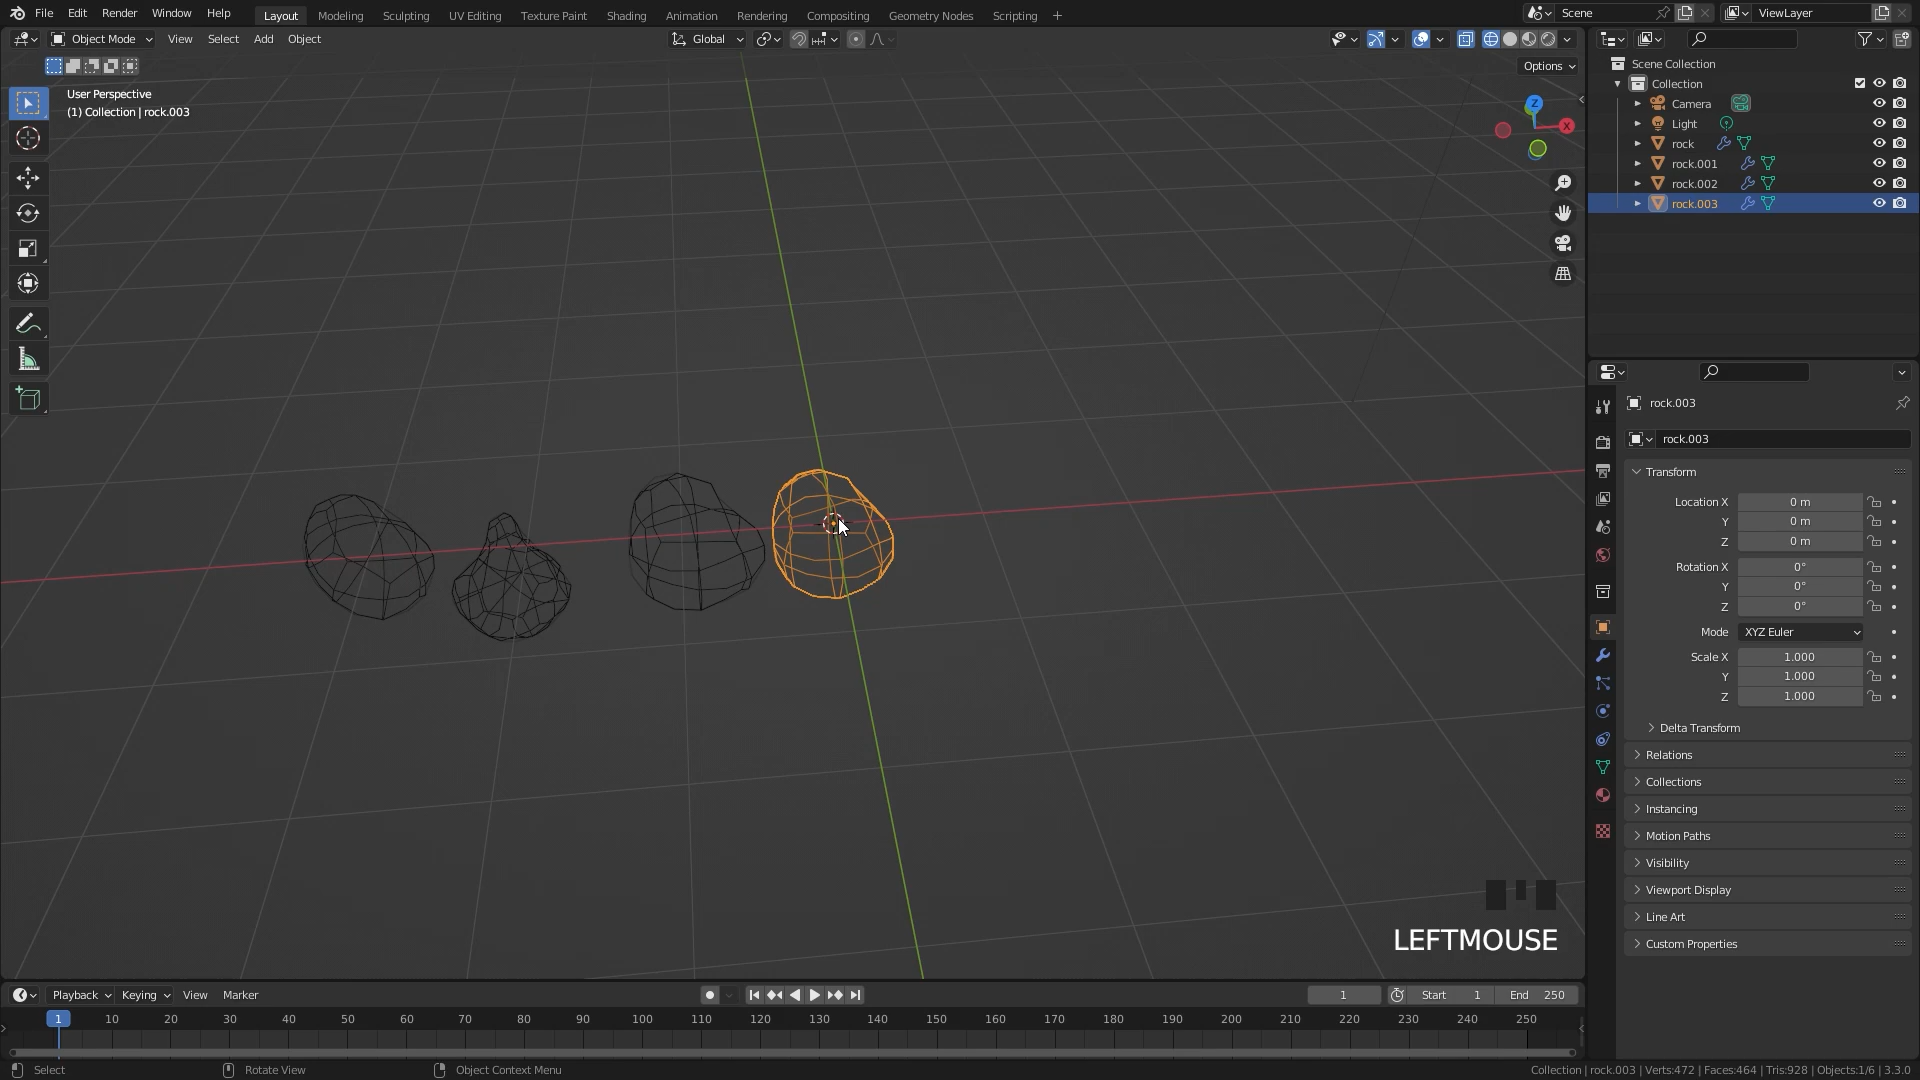 File Edit Render Window Help Layout Modeling Sculpting UV Editing Texture Paint Shading Animation Rendering Compositing Geometry Nodes Scripting + Scene ViewLayer
Object Mode View Select Add Object Global
Options
User Perspective
(1) Collection | rock.003
Z
X
LEFTMOUSE
Scene Collection
Collection
Camera
Light
rock
rock.001
rock.002
rock.003
rock.003
rock.003
Transform
Location X 0 m
Y 0 m
Z 0 m
Rotation X 0°
Y 0°
Z 0°
Mode XYZ Euler
Scale X 1.000
Y 1.000
Z 1.000
Delta Transform
Relations
Collections
Instancing
Motion Paths
Visibility
Viewport Display
Line Art
Custom Properties
Playback Keying View Marker 1 Start 1 End 250
1 10 20 30 40 50 60 70 80 90 100 110 120 130 140 150 160 170 180 190 200 210 220 230 240 250
Select Rotate View Object Context Menu Collection | rock.003 | Verts:472 | Faces:464 | Tris:928 | Objects:1/6 | 3.3.0